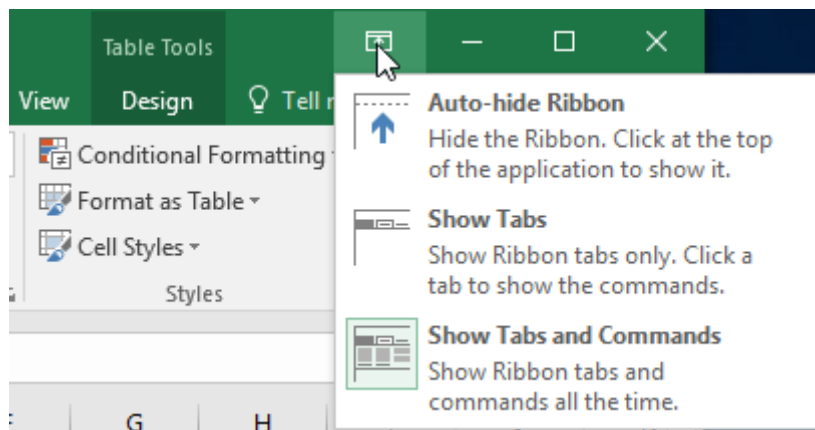 Table Tools
View Design Tell
Conditional Formatting
Format as Table
Cell Styles
Styles
G H
Auto-hide Ribbon
Hide the Ribbon. Click at the top
of the application to show it.
Show Tabs
Show Ribbon tabs only. Click a
tab to show the commands.
Show Tabs and Commands
Show Ribbon tabs and
commands all the time.